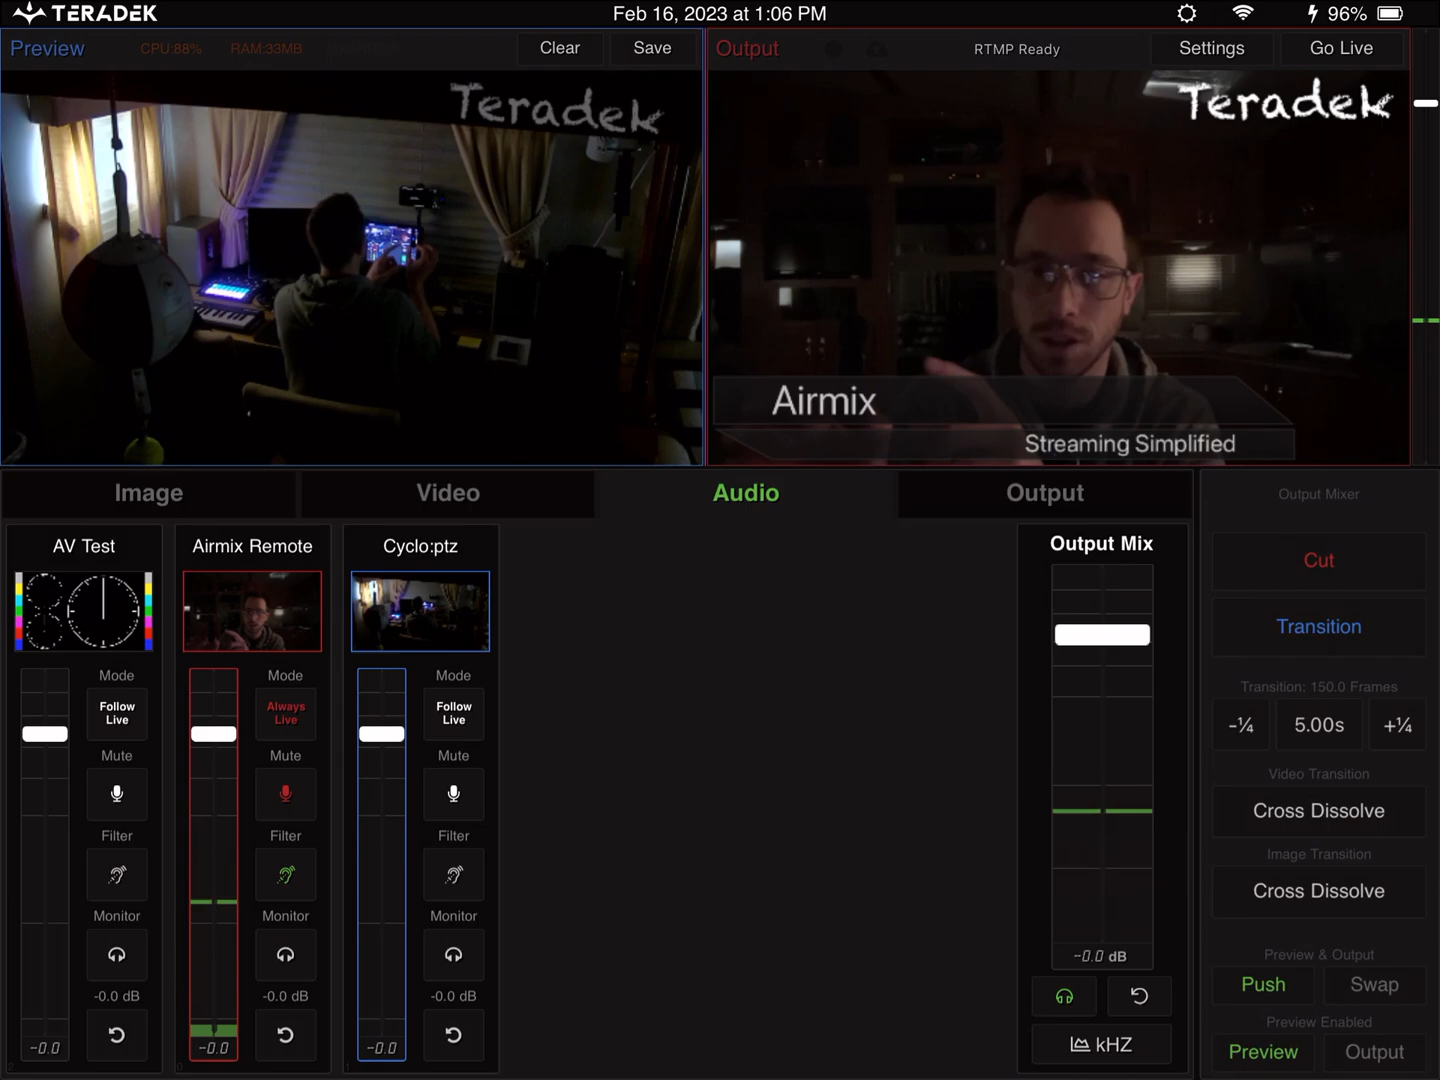 TERADEK
Feb 16, 2023 at 1:06 PM
96%
Preview
CPU:88%
RAM:33MB
Clear
Save
Output
RTMP Ready
Settings
Go Live
Teradek
Teradek
Airmix
Streaming Simplified
Image
Video
Audio
Output
Output Mixer
AV Test
Airmix Remote
Cyclo:ptz
Output Mix
Cut
Transition
Mode
Mode
Mode
Follow
Live
Always
Live
Follow
Live
Transition: 150.0 Frames
-¼
5.00s
+¼
Mute
Mute
Mute
Video Transition
Cross Dissolve
Filter
Filter
Filter
Image Transition
Cross Dissolve
Monitor
Monitor
Monitor
-0.0 dB
Preview & Output
Push
Swap
-0.0 dB
-0.0 dB
-0.0 dB
Preview Enabled
-0.0
-0.0
-0.0
kHZ
Preview
Output
2
0
1